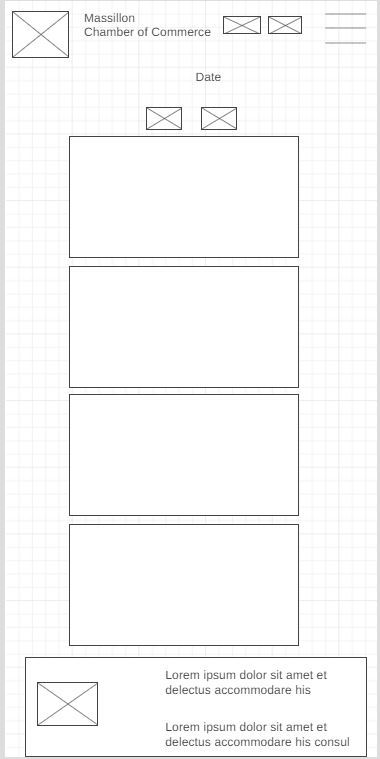 Massillon
Chamber of Commerce
Date
Lorem ipsum dolor sit amet et
delectus accommodare his
Lorem ipsum dolor sit amet et
delectus accommodare his consul